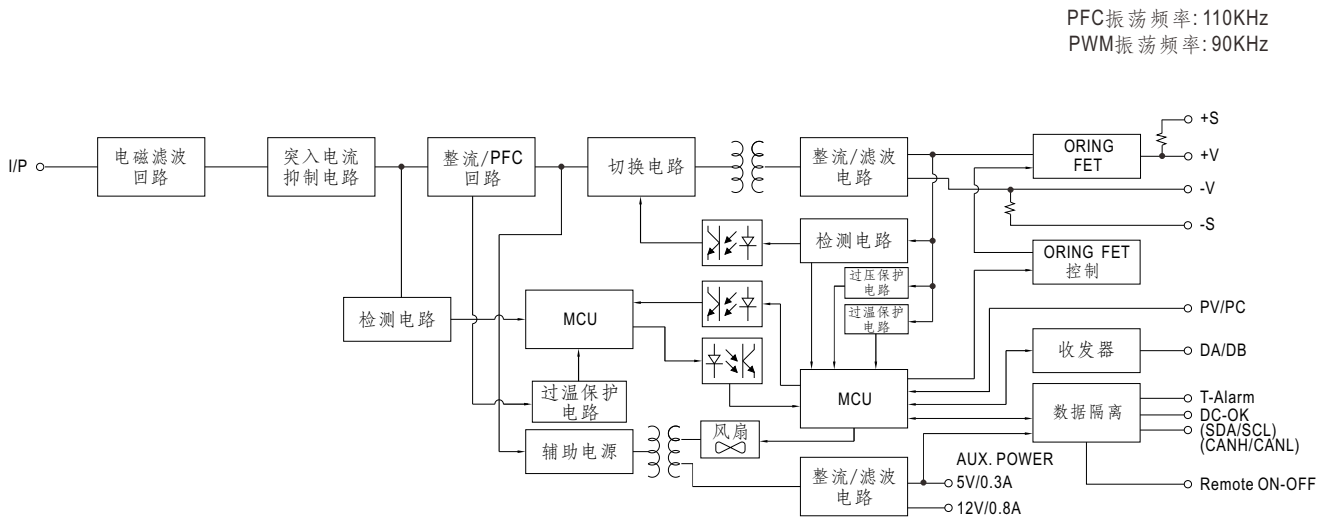 PFC振荡频率: 110KHz
PWM振荡频率: 90KHz
I/P
电磁滤波
回路
突入电流
抑制电路
整流/PFC
回路
切换电路
整流/滤波
电路
ORING
FET
+S
+V
-V
-S
检测电路
ORING FET
控制
过压保护
电路
过温保护
电路
检测电路
MCU
PV/PC
收发器
DA/DB
过温保护
电路
MCU
数据隔离
T-Alarm
DC-OK
(SDA/SCL)
(CANH/CANL)
辅助电源
风扇
整流/滤波
电路
AUX. POWER
5V/0.3A
12V/0.8A
Remote ON-OFF